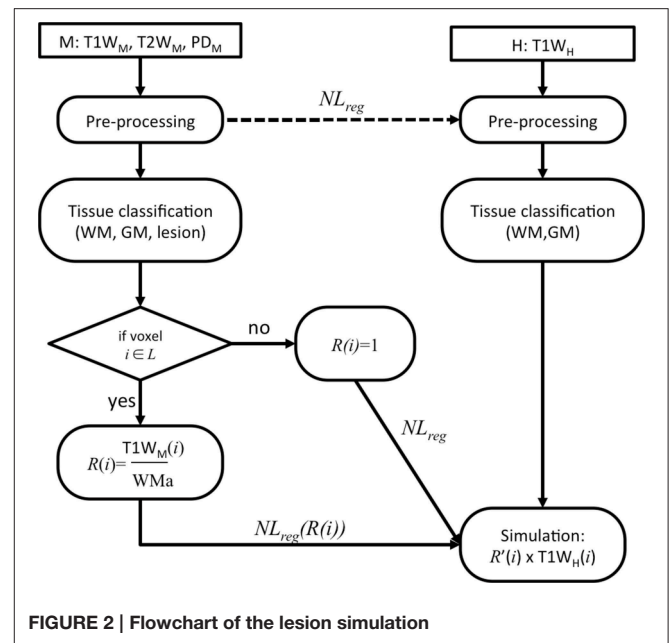 M: T1W_M, T2W_M, PD_M
H: T1W_H
NL_reg
Pre-processing
Pre-processing
Tissue classification
(WM, GM, lesion)
Tissue classification
(WM,GM)
if voxel
i ∈ L
no
R(i)=1
yes
NL_reg
R(i)= T1W_M(i)
WMa
NL_reg(R(i))
Simulation:
R'(i) x T1W_H(i)
FIGURE 2 | Flowchart of the lesion simulation